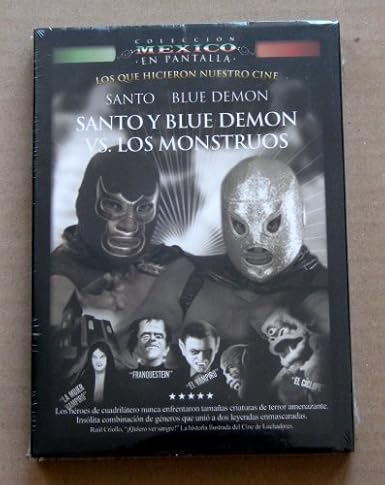 COLECCIÓN
MEXICO
EN PANTALLA
LOS QUE HICIERON NUESTRO CINE
SANTO BLUE DEMON
SANTO Y BLUE DEMON
VS. LOS MONSTRUOS
"LA MUJER
VAMPIRO"
"FRANQUESTEIN"
"EL VAMPIRO"
"EL CICLOPE"
Los héroes de cuadrilátero nunca enfrentaron tamañas criaturas de terror amenazante.
Insólita combinación de géneros que unió a dos leyendas enmascaradas.
Raúl Criollo, "¡Quiero ver sangre!" La historia Ilustrada del Cine de Luchadores.